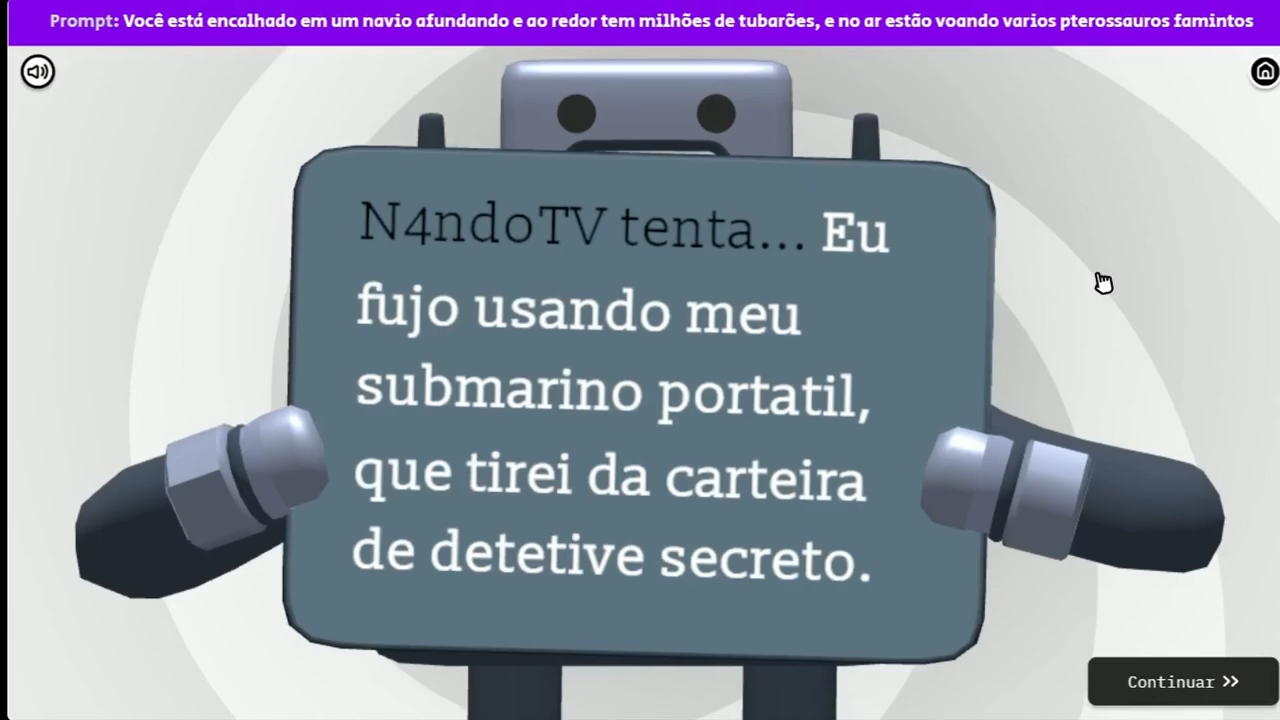 Prompt: Você está encalhado em um navio afundando e ao redor tem milhões de tubarões, e no ar estão voando varios pterossauros famintos
N4ndoTV tenta... Eu
fujo usando meu
submarino portatil,
que tirei da carteira
de detetive secreto.
Continuar >>